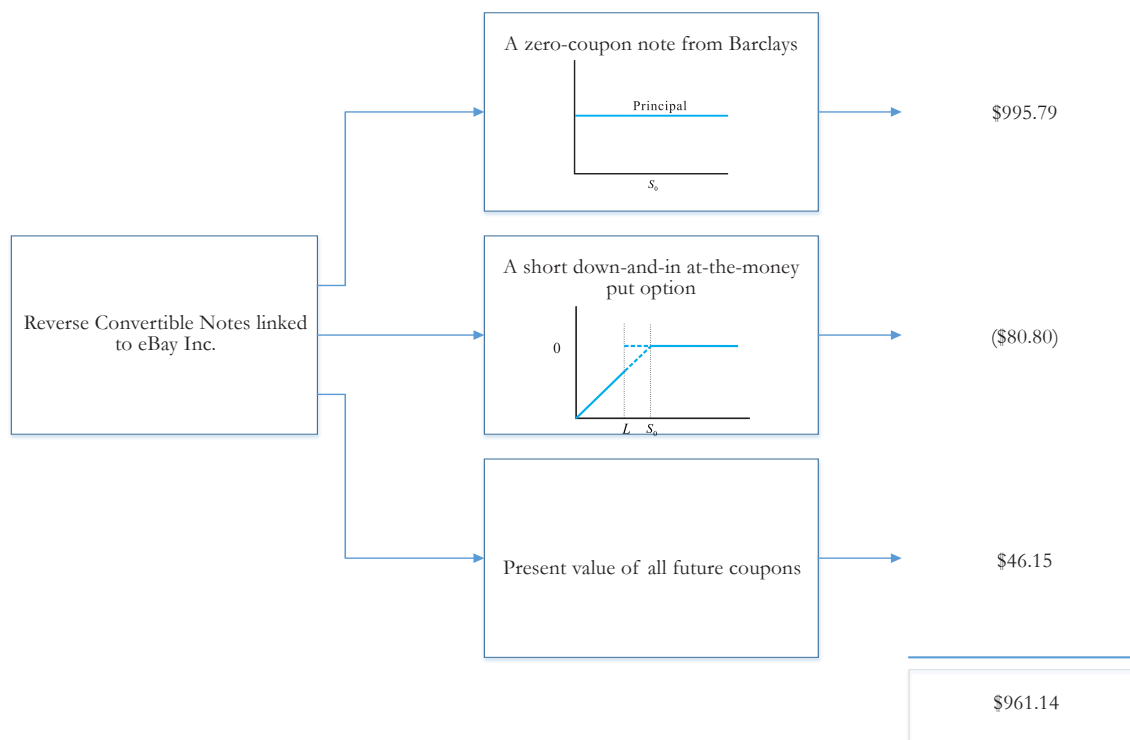 A zero-coupon note from Barclays
Principal
S₀
$995.79
Reverse Convertible Notes linked
to eBay Inc.
A short down-and-in at-the-money
put option
0
L S₀
($80.80)
Present value of all future coupons
$46.15
$961.14